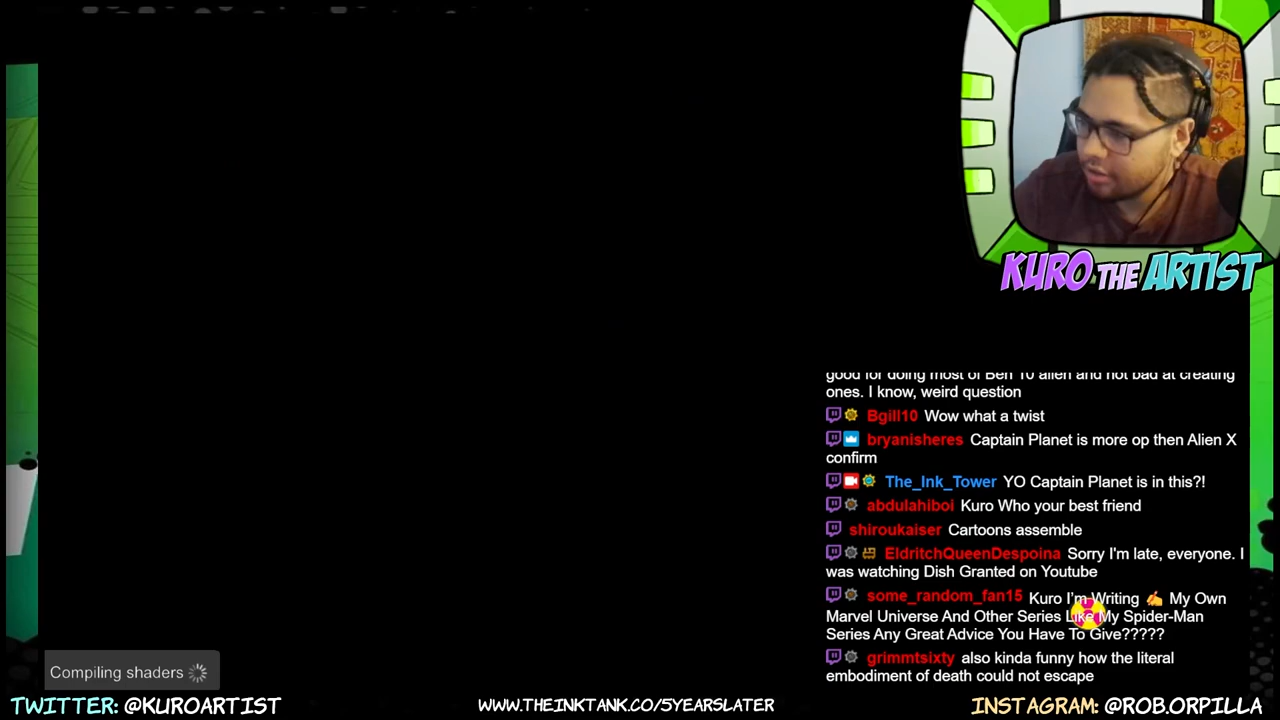 KURO THE ARTIST
good for doing most of Ben 10 alien and not bad at creating
ones. I know, weird question
Bgill10 Wow what a twist
bryanisheres Captain Planet is more op then Alien X
confirm
The_Ink_Tower YO Captain Planet is in this?!
abdulahiboi Kuro Who your best friend
shiroukaiser Cartoons assemble
EldritchQueenDespoina Sorry I'm late, everyone. I
was watching Dish Granted on Youtube
some_random_fan15 Kuro I'm Writing ✍ My Own
Marvel Universe And Other Series Like My Spider-Man
Series Any Great Advice You Have To Give?????
grimmtsixty also kinda funny how the literal
embodiment of death could not escape
Compiling shaders
TWITTER: @KUROARTIST
WWW.THEINKTANK.CO/5YEARSLATER
INSTAGRAM: @ROB.ORPILLA